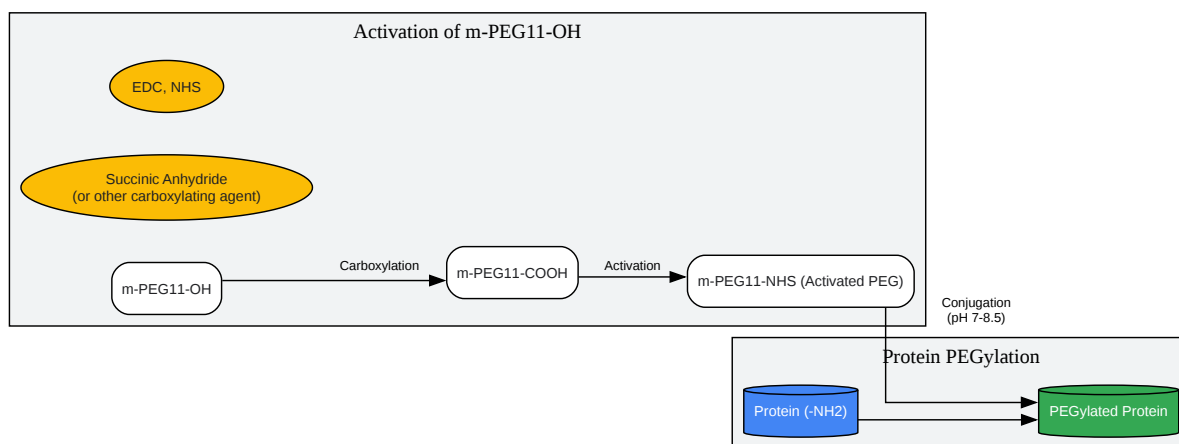 Activation of m-PEG11-OH
EDC, NHS
Succinic Anhydride
(or other carboxylating agent)
m-PEG11-OH
Carboxylation
m-PEG11-COOH
Activation
m-PEG11-NHS (Activated PEG)
Conjugation
(pH 7-8.5)
Protein PEGylation
Protein (-NH2)
PEGylated Protein